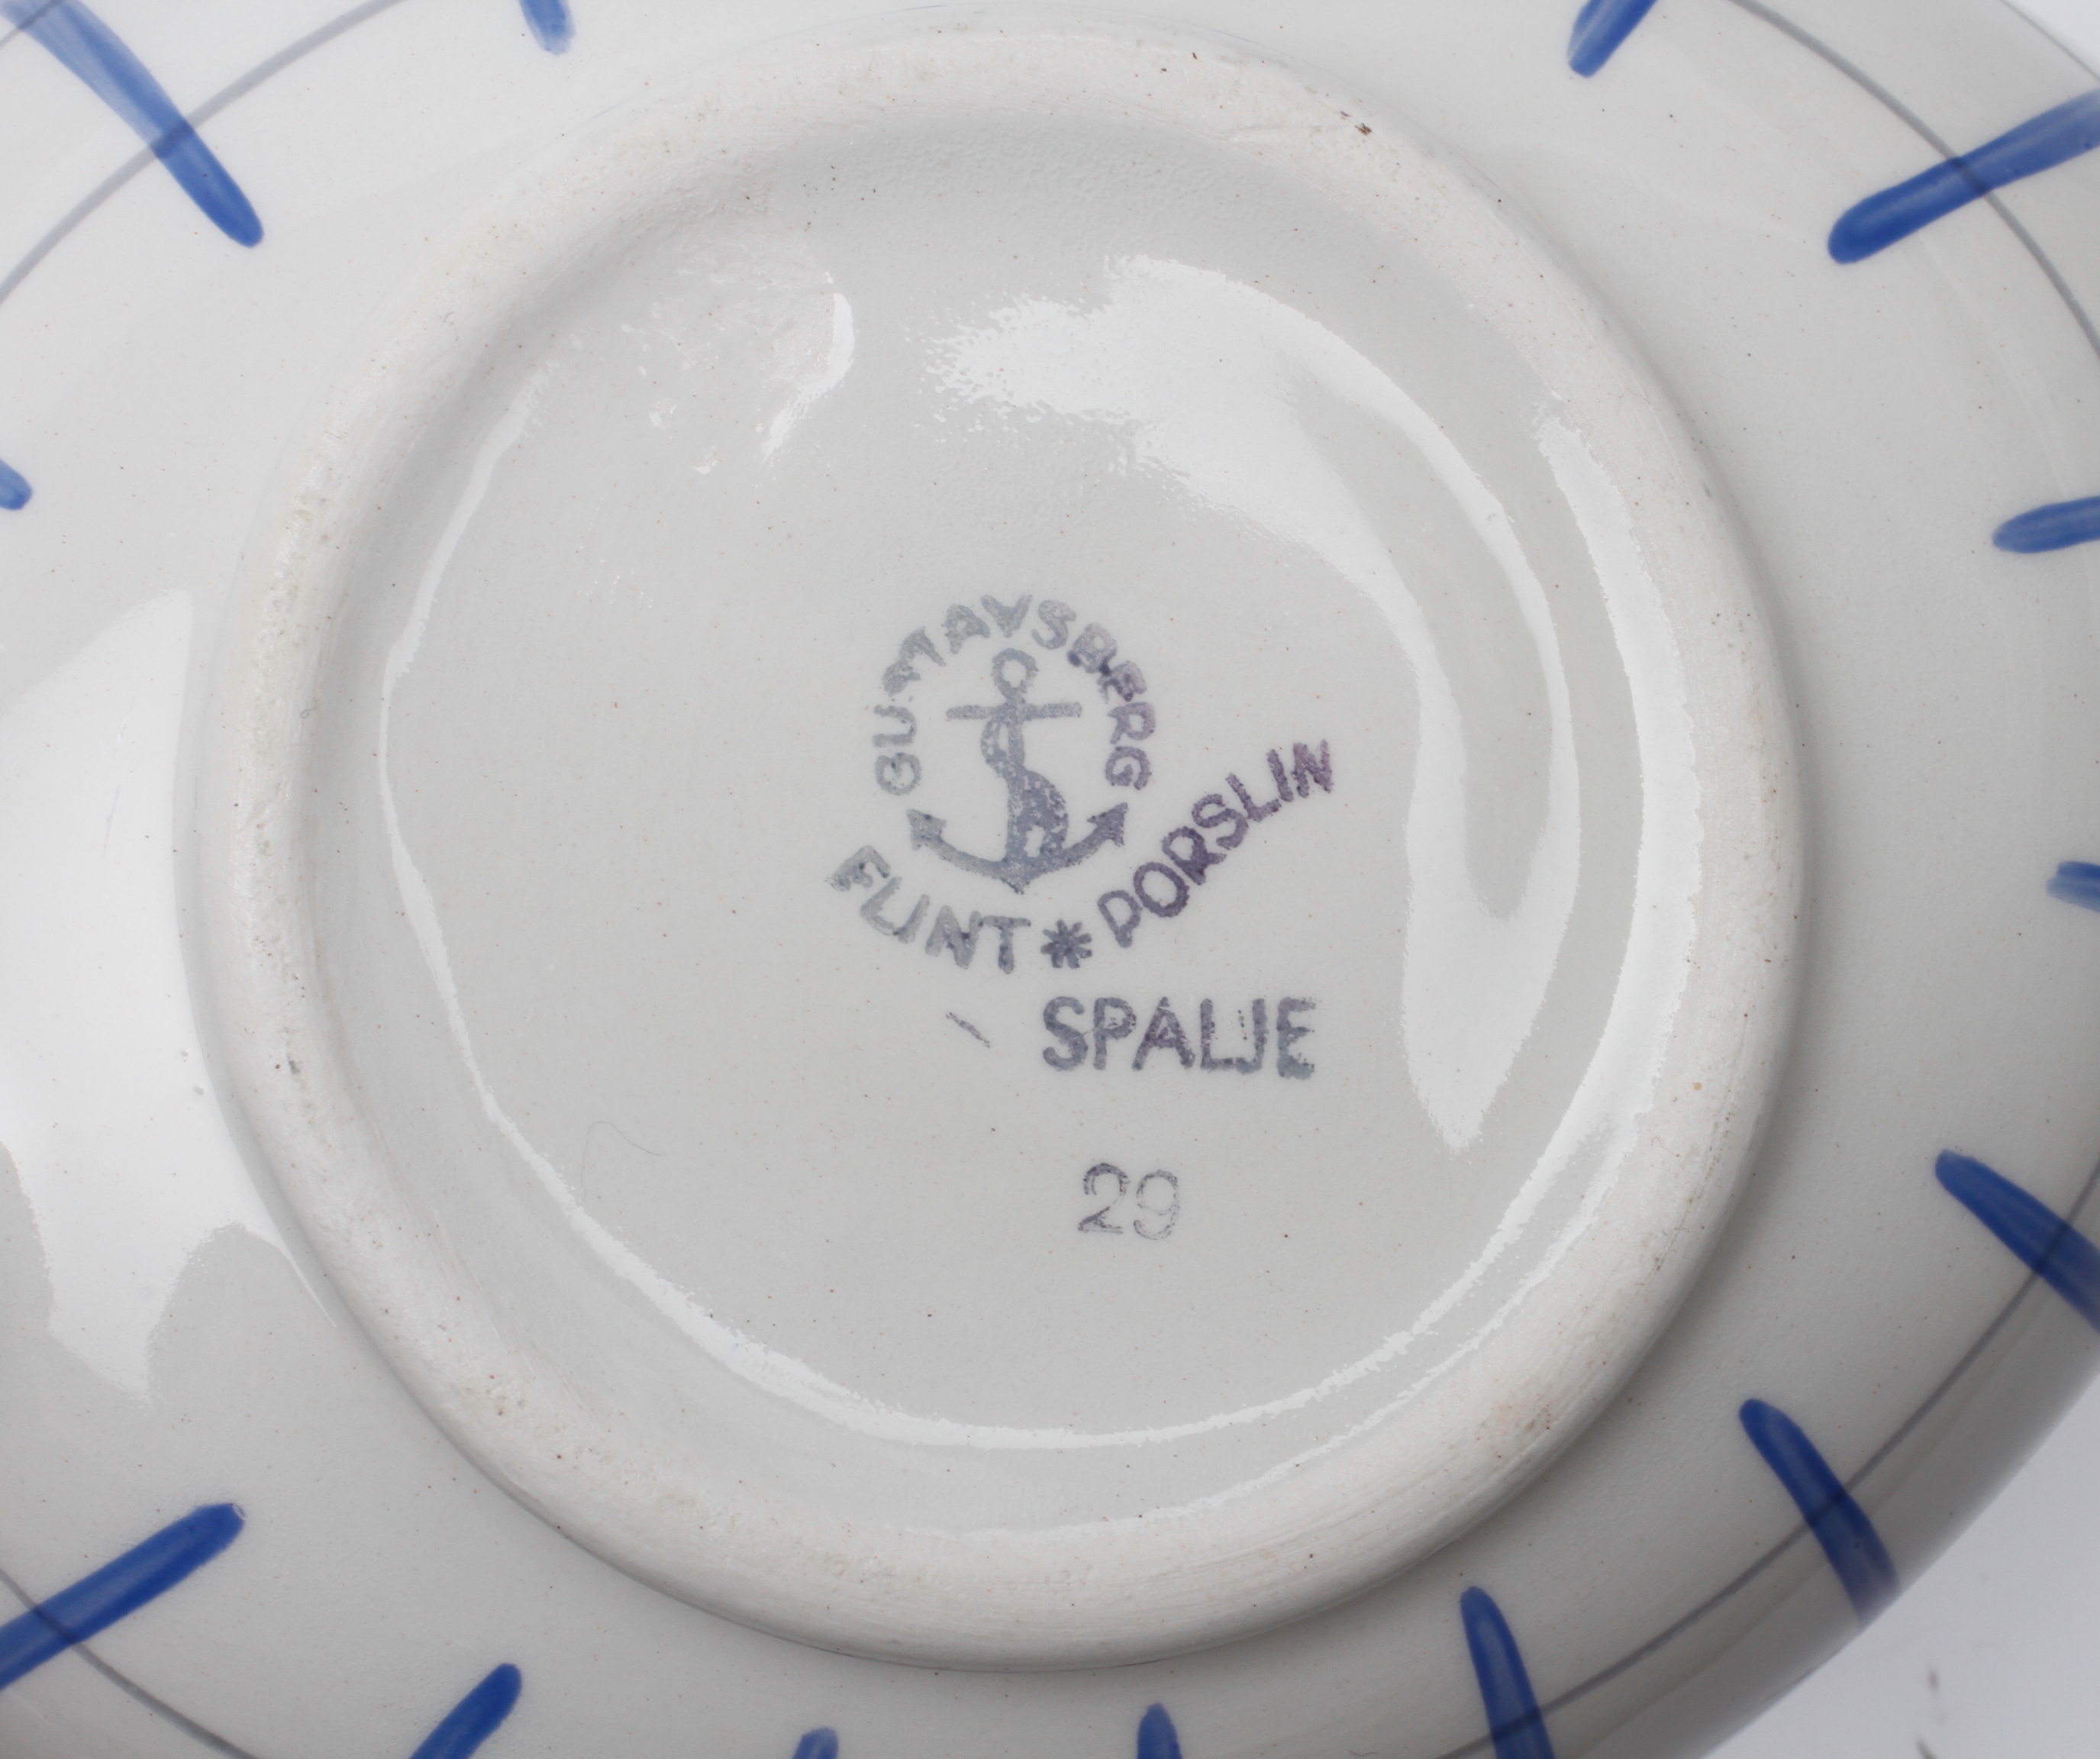 GUSTAVSBERG
FLINT * PORSLIN
SPALJE
29